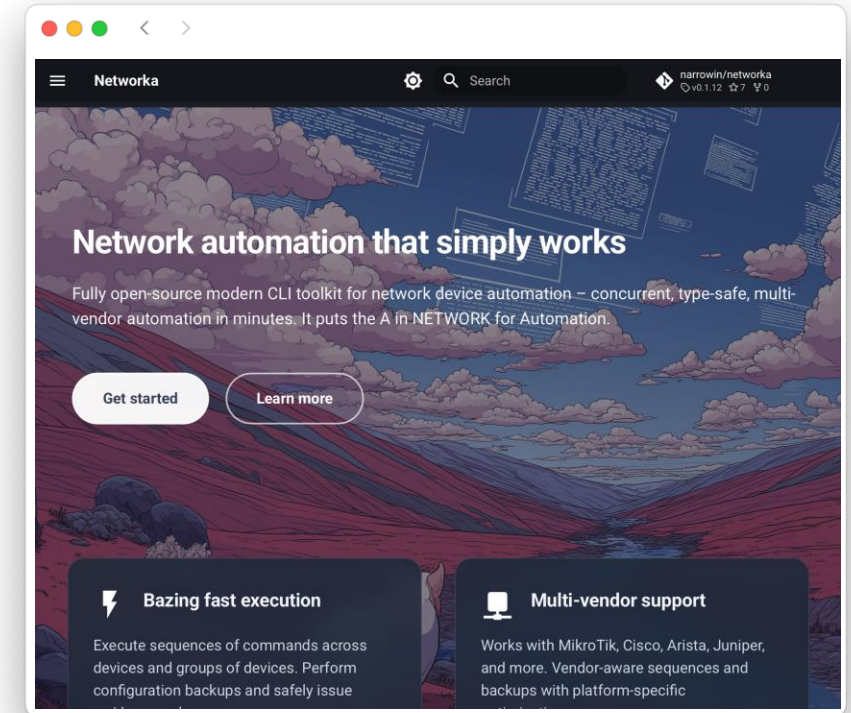 Networka
Search
narrowin/networka
v0.1.12 7 0
Network automation that simply works
Fully open-source modern CLI toolkit for network device automation – concurrent, type-safe, multi-
vendor automation in minutes. It puts the A in NETWORK for Automation.
Get started
Learn more
Bazing fast execution
Execute sequences of commands across
devices and groups of devices. Perform
configuration backups and safely issue
Multi-vendor support
Works with MikroTik, Cisco, Arista, Juniper,
and more. Vendor-aware sequences and
backups with platform-specific